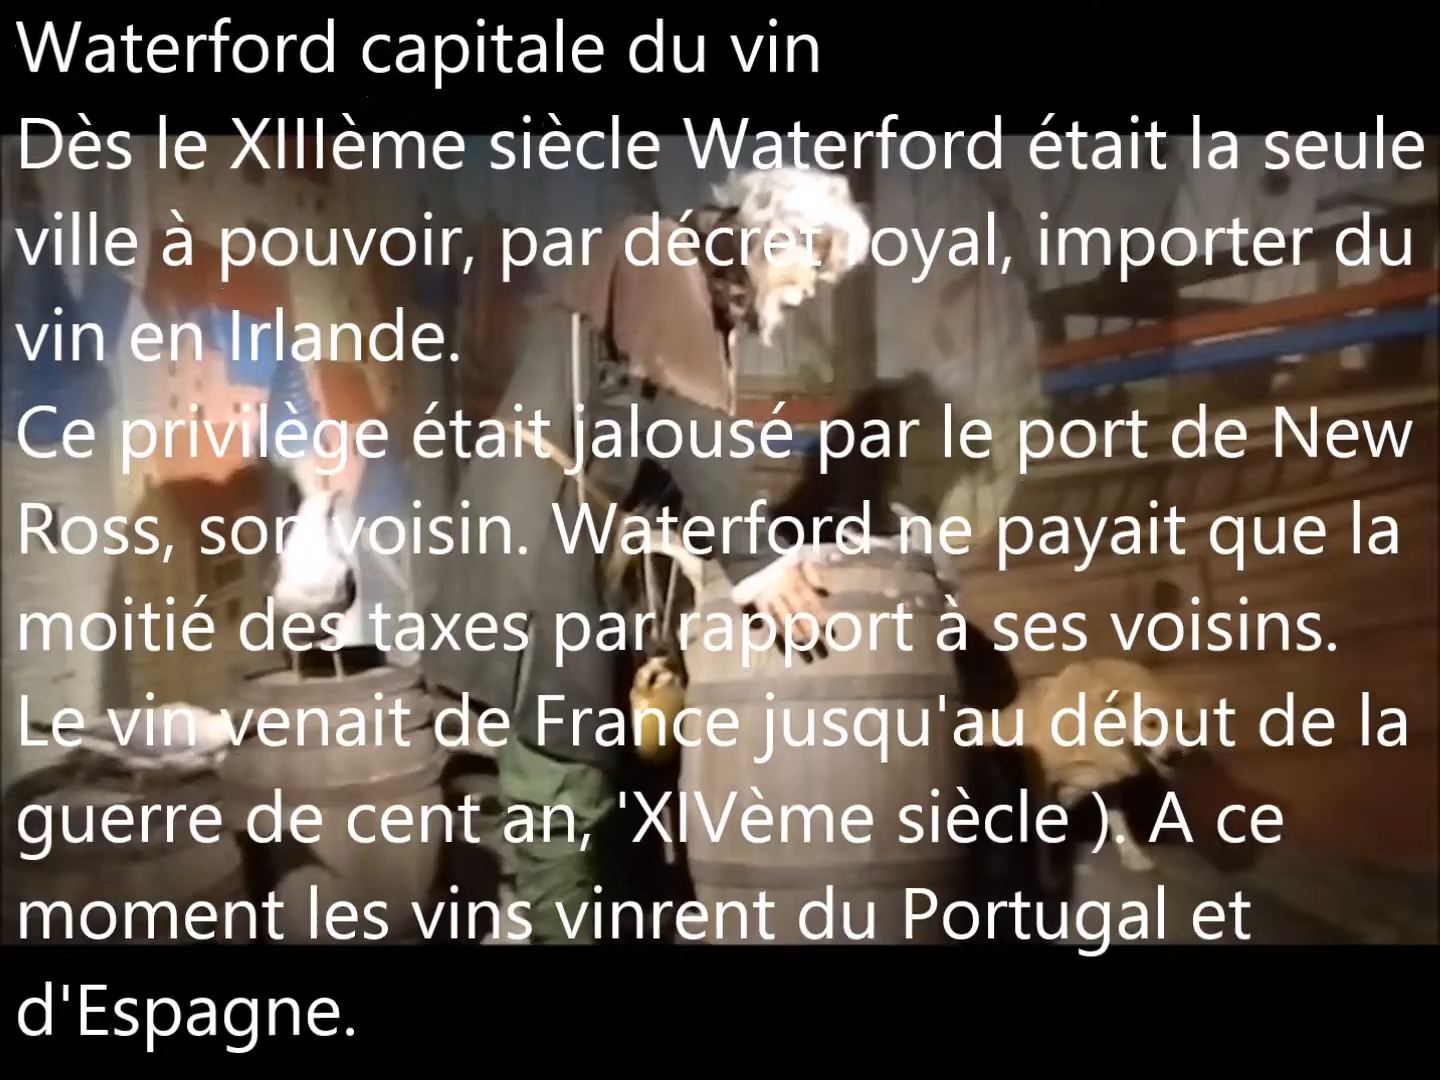 Waterford capitale du vin
Dès le XIIIème siècle Waterford était la seule
ville à pouvoir, par décret royal, importer du
vin en Irlande.
Ce privilège était jalousé par le port de New
Ross, son voisin. Waterford ne payait que la
moitié des taxes par rapport à ses voisins.
Le vin venait de France jusqu'au début de la
guerre de cent an, 'XIVème siècle ). A ce
moment les vins vinrent du Portugal et
d'Espagne.